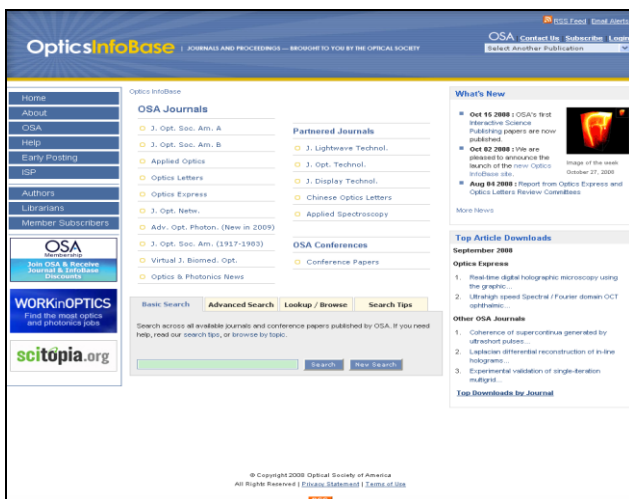 RSS Feed Email Alerts
OpticsInfoBase | JOURNALS AND PROCEEDINGS — BROUGHT TO YOU BY THE OPTICAL SOCIETY
OSA Contact Us Subscribe Login
Select Another Publication
Home
About
OSA
Help
Early Posting
ISP
Authors
Librarians
Member Subscribers
OSA
Membership
Join OSA & Receive
Journal & InfoBase
Discounts
WORKinOPTICS
Find the most optics
and photonics jobs
scitopia.org
Optics InfoBase
OSA Journals
J. Opt. Soc. Am. A
J. Opt. Soc. Am. B
Applied Optics
Optics Letters
Optics Express
J. Opt. Netw.
Adv. Opt. Photon. (New in 2009)
J. Opt. Soc. Am. (1917-1983)
Virtual J. Biomed. Opt.
Optics & Photonics News
Partnered Journals
J. Lightwave Technol.
J. Opt. Technol.
J. Display Technol.
Chinese Optics Letters
Applied Spectroscopy
OSA Conferences
Conference Papers
Basic Search Advanced Search Lookup / Browse Search Tips
Search across all available journals and conference papers published by OSA. If you need
help, read our search tips, or browse by topic.
Search New Search
What's New
Oct 15 2008 : OSA's first
Interactive Science
Publishing papers are now
published.
Oct 02 2008 : We are
pleased to announce the
launch of the new Optics
InfoBase site.
Aug 04 2008 : Report from Optics Express and
Optics Letters Review Committees
Image of the week
October 27, 2008
More News
Top Article Downloads
September 2008
Optics Express
1. Real-time digital holographic microscopy using
the graphic...
2. Ultrahigh speed Spectral / Fourier domain OCT
ophthalmic...
Other OSA Journals
1. Coherence of supercontinua generated by
ultrashort pulses...
2. Laplacian differential reconstruction of in-line
holograms...
3. Experimental validation of single-iteration
multigrid...
Top Downloads by Journal
© Copyright 2008 Optical Society of America
All Rights Reserved | Privacy Statement | Terms of Use